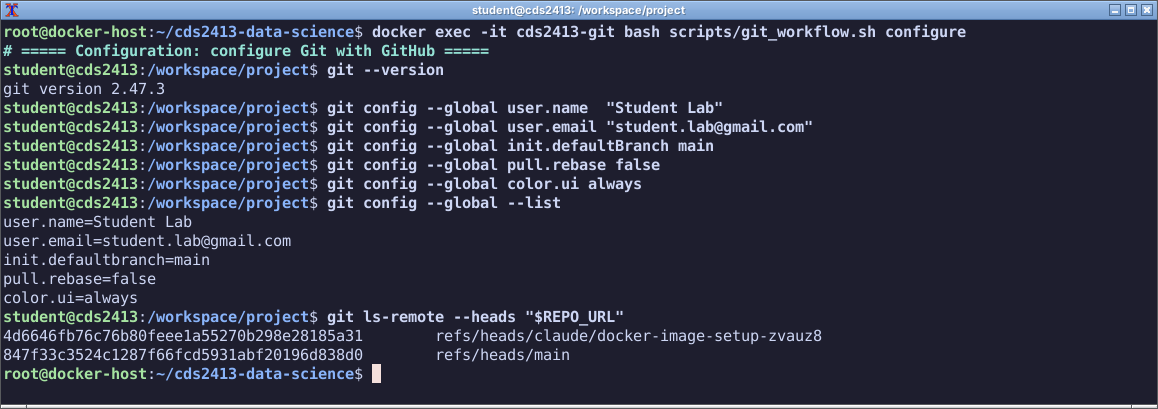 student@cds2413: /workspace/project
root@docker-host:~/cds2413-data-science$ docker exec -it cds2413-git bash scripts/git_workflow.sh configure
# ===== Configuration: configure Git with GitHub =====
student@cds2413:/workspace/project$ git --version
git version 2.47.3
student@cds2413:/workspace/project$ git config --global user.name  "Student Lab"
student@cds2413:/workspace/project$ git config --global user.email "student.lab@gmail.com"
student@cds2413:/workspace/project$ git config --global init.defaultBranch main
student@cds2413:/workspace/project$ git config --global pull.rebase false
student@cds2413:/workspace/project$ git config --global color.ui always
student@cds2413:/workspace/project$ git config --global --list
user.name=Student Lab
user.email=student.lab@gmail.com
init.defaultbranch=main
pull.rebase=false
color.ui=always
student@cds2413:/workspace/project$ git ls-remote --heads "$REPO_URL"
4d6646fb76c76b80feee1a55270b298e28185a31        refs/heads/claude/docker-image-setup-zvauz8
847f33c3524c1287f66fcd5931abf20196d838d0        refs/heads/main
root@docker-host:~/cds2413-data-science$